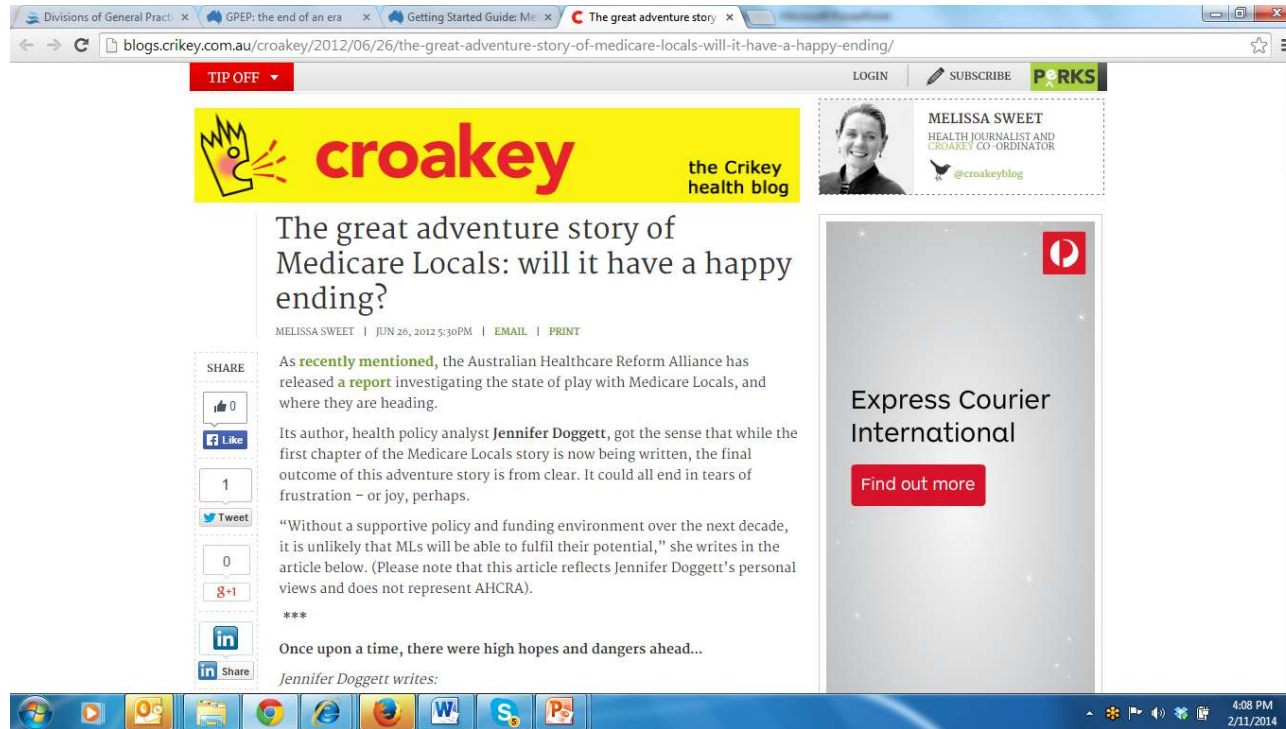 Divisions of General Practi
GPEP: the end of an era
Getting Started Guide: Me
The great adventure story
blogs.crikey.com.au/croakey/2012/06/26/the-great-adventure-story-of-medicare-locals-will-it-have-a-happy-ending/
TIP OFF
LOGIN
SUBSCRIBE
PeRKS
croakey
the Crikey
health blog
MELISSA SWEET
HEALTH JOURNALIST AND
CROAKEY CO-ORDINATOR
@croakeyblog
The great adventure story of
Medicare Locals: will it have a happy
ending?
MELISSA SWEET | JUN 26, 2012 5:30PM | EMAIL | PRINT
SHARE
0
Like
1
Tweet
0
g+1
in
in Share
As recently mentioned, the Australian Healthcare Reform Alliance has
released a report investigating the state of play with Medicare Locals, and
where they are heading.
Its author, health policy analyst Jennifer Doggett, got the sense that while the
first chapter of the Medicare Locals story is now being written, the final
outcome of this adventure story is from clear. It could all end in tears of
frustration – or joy, perhaps.
“Without a supportive policy and funding environment over the next decade,
it is unlikely that MLs will be able to fulfil their potential,” she writes in the
article below. (Please note that this article reflects Jennifer Doggett’s personal
views and does not represent AHCRA).
***
Once upon a time, there were high hopes and dangers ahead…
Jennifer Doggett writes:
Express Courier
International
Find out more
4:08 PM
2/11/2014